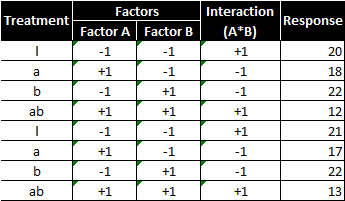 Treatment Factors Interaction (A*B) Response
Factor A Factor B
I -1 -1 +1 20
a +1 -1 -1 18
b -1 +1 -1 22
ab +1 +1 +1 12
I -1 -1 +1 21
a +1 -1 -1 17
b -1 +1 -1 22
ab +1 +1 +1 13